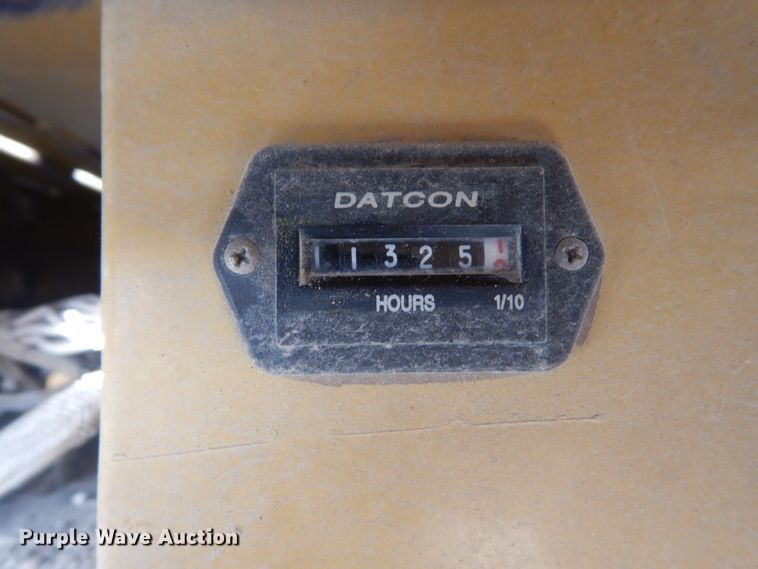 DATCON
1325
HOURS 1/10
Purple Wave Auction